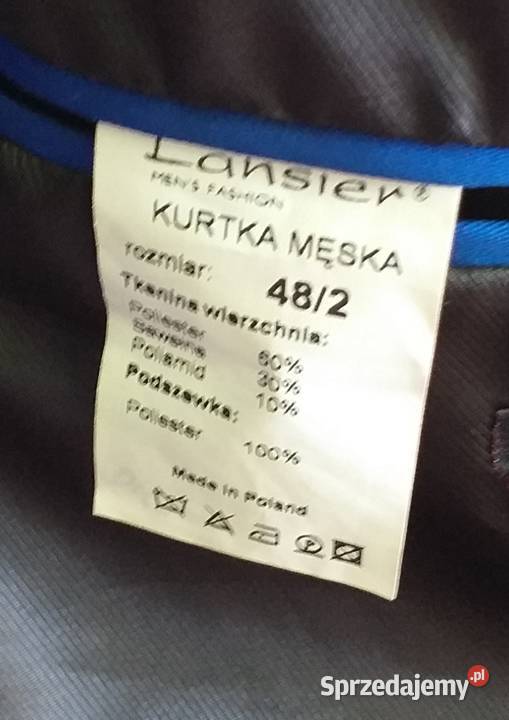 Lansier®
MEN'S FASHION
KURTKA MĘSKA
rozmiar: 48/2
Tkanina wierzchnia:
Poliester 60%
Bawełna 30%
Poliamid 10%
Podszewka:
Poliester 100%
Made in Poland
P
Sprzedajemy.pl